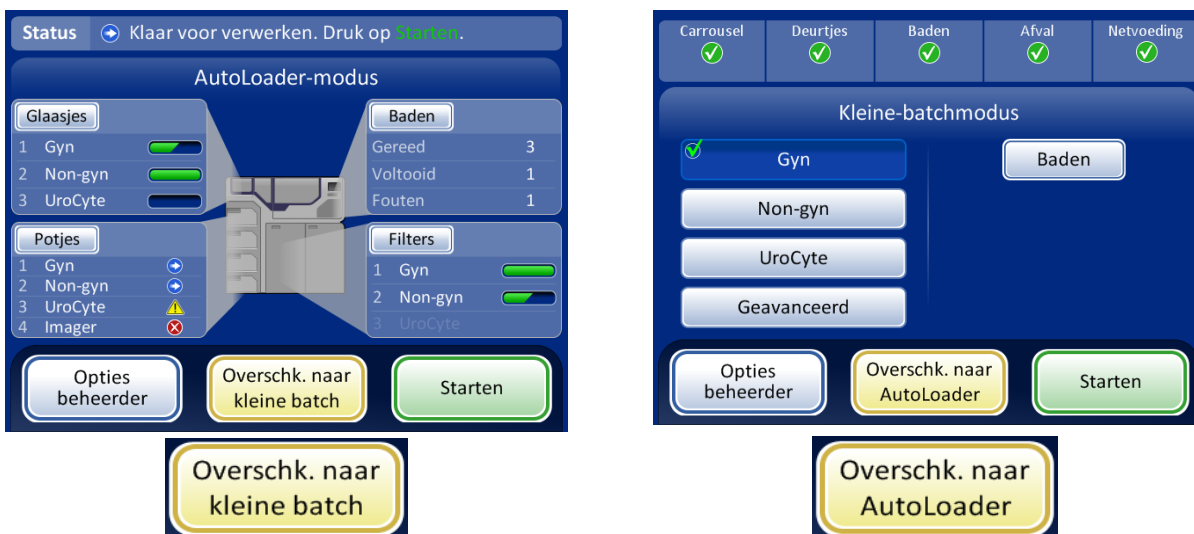 Status Klaar voor verwerken. Druk op Starten.
AutoLoader-modus
Glaasjes
1 Gyn
2 Non-gyn
3 UroCyte
Baden
Gereed 3
Voltooid 1
Fouten 1
Potjes
1 Gyn
2 Non-gyn
3 UroCyte
4 Imager
Filters
1 Gyn
2 Non-gyn
3 UroCyte
Opties
beheerder
Overschk. naar
kleine batch
Starten
Overschk. naar
kleine batch
Carrousel Deurtjes Baden Afval Netvoeding
Kleine-batchmodus
Gyn
Non-gyn
UroCyte
Geavanceerd
Baden
Opties
beheerder
Overschk. naar
AutoLoader
Starten
Overschk. naar
AutoLoader